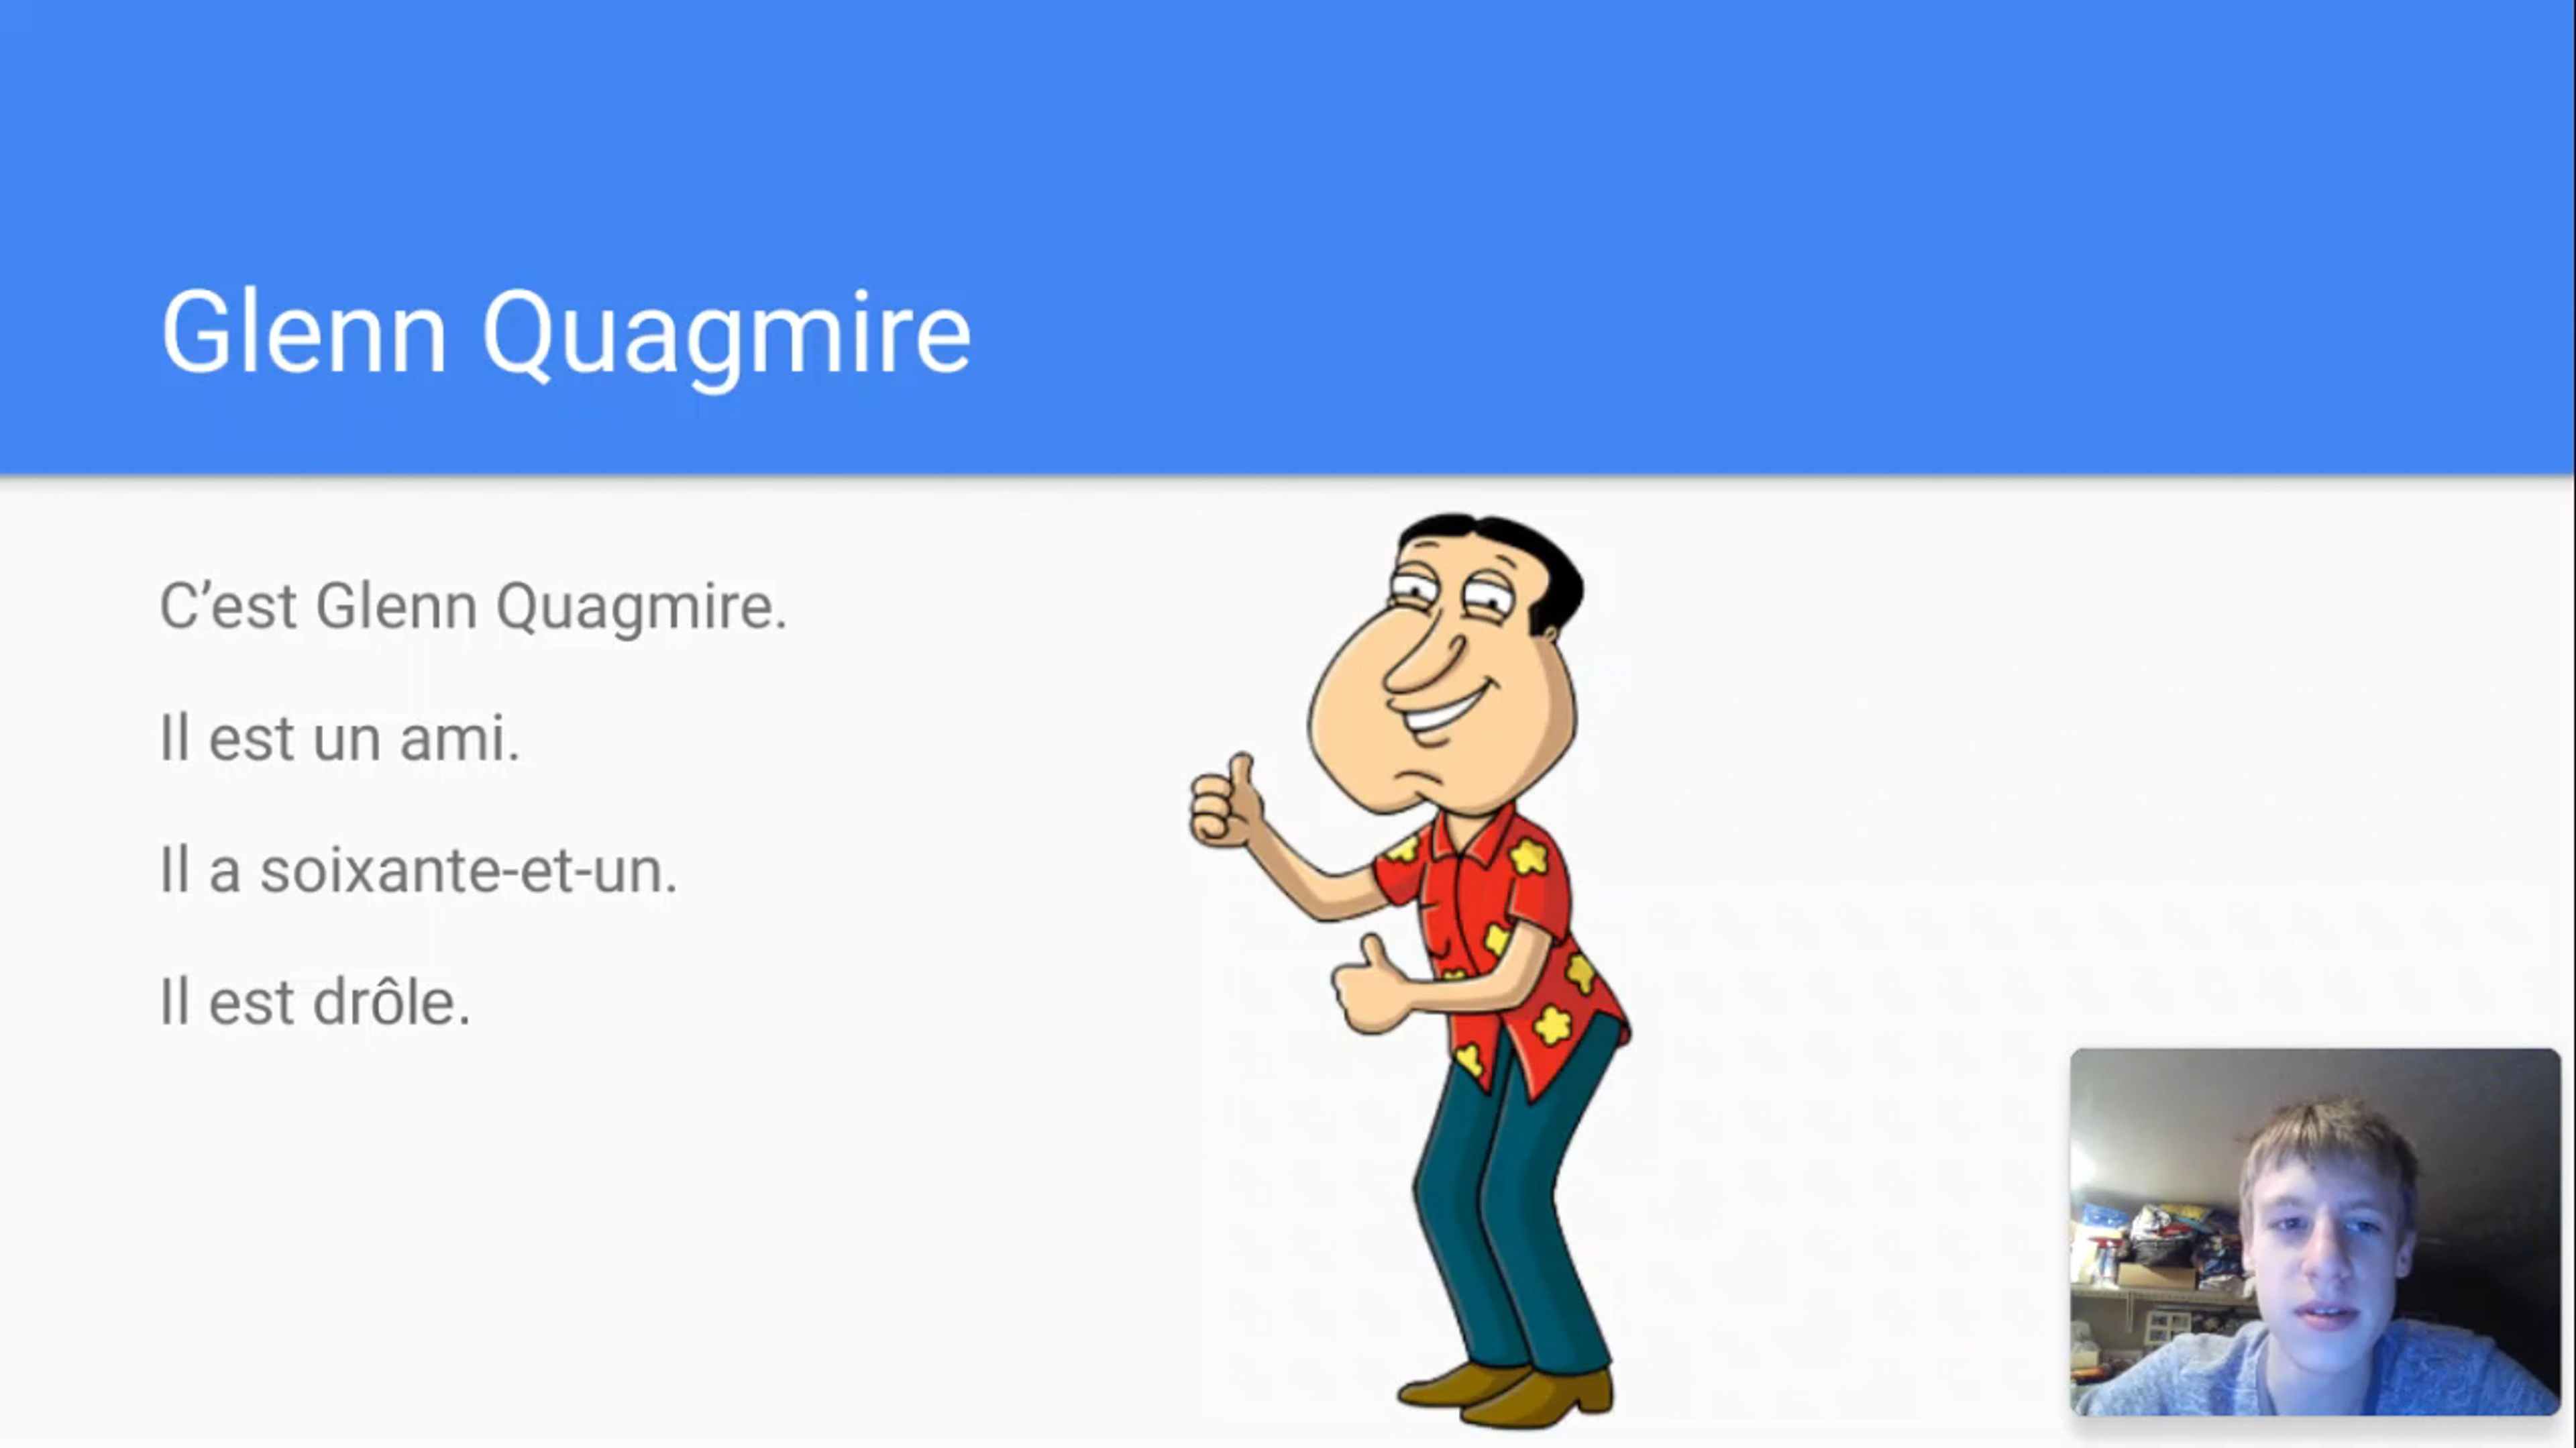 Glenn Quagmire
C’est Glenn Quagmire.
Il est un ami.
Il a soixante-et-un.
Il est drôle.